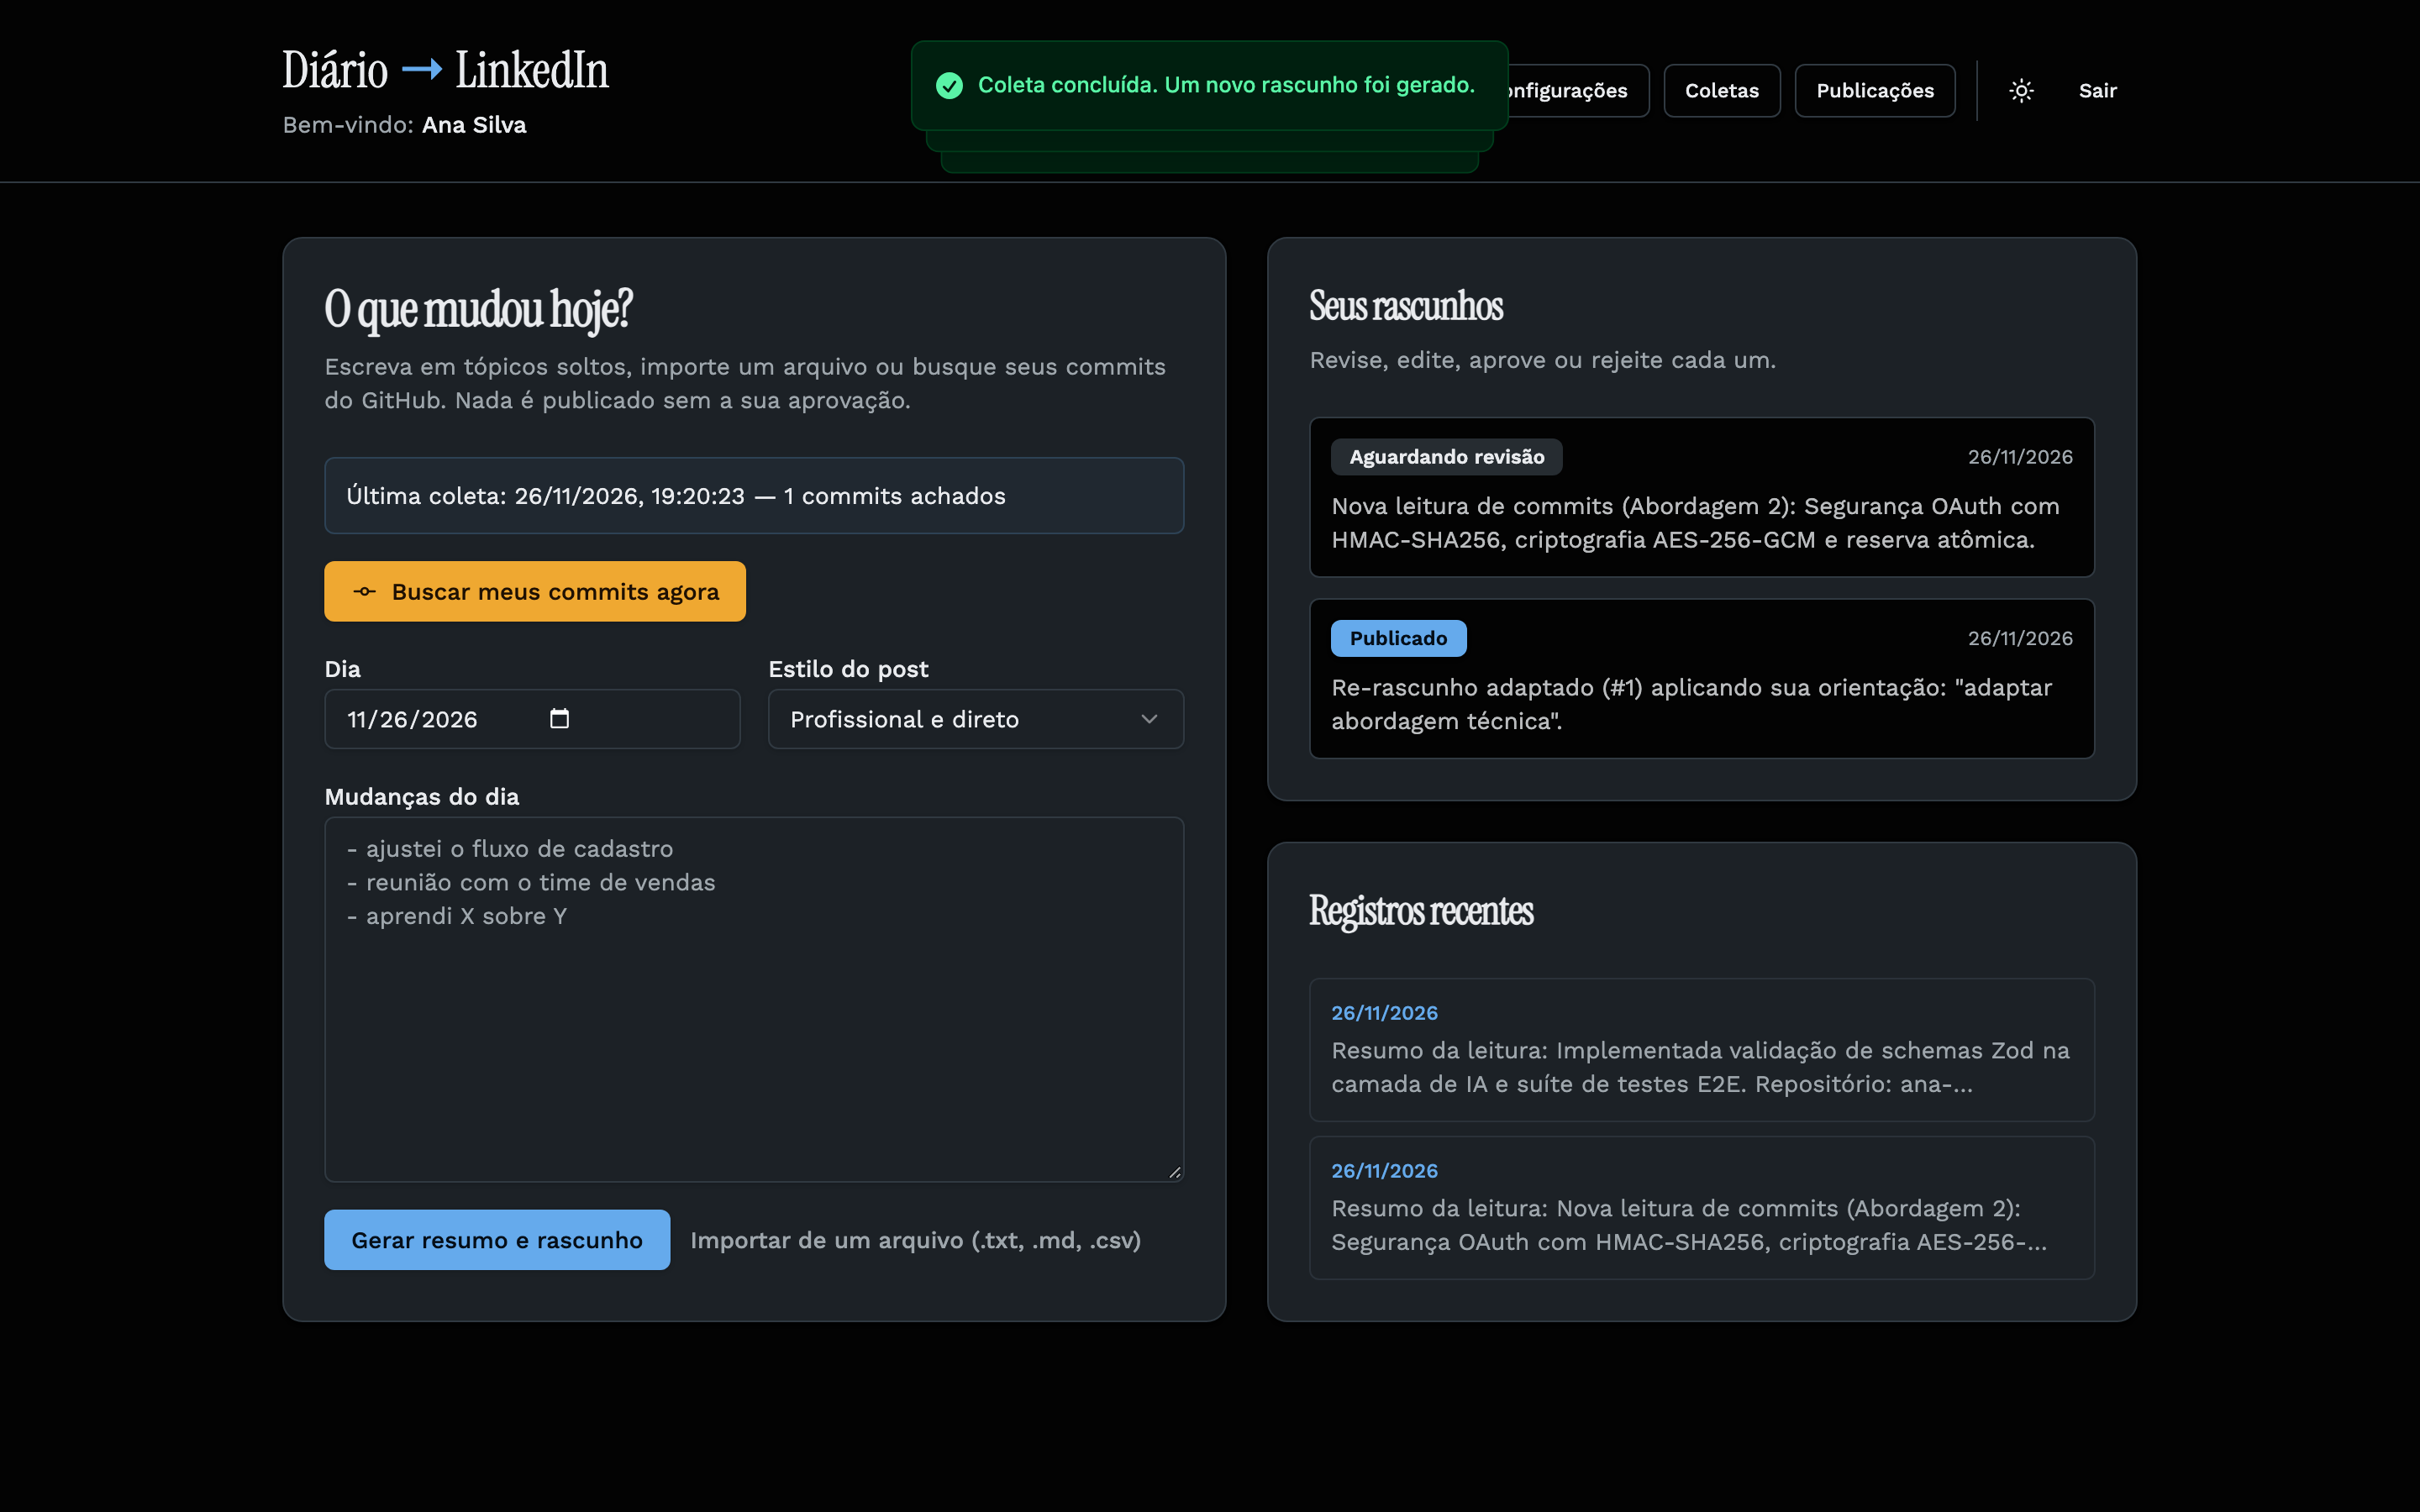 Diário → LinkedIn
Bem-vindo: Ana Silva
Coleta concluída. Um novo rascunho foi gerado.
onfigurações
Coletas
Publicações
Sair
O que mudou hoje?
Escreva em tópicos soltos, importe um arquivo ou busque seus commits
do GitHub. Nada é publicado sem a sua aprovação.
Última coleta: 26/11/2026, 19:20:23 — 1 commits achados
Buscar meus commits agora
Dia
Estilo do post
11/26/2026
Profissional e direto
Mudanças do dia
- ajustei o fluxo de cadastro
- reunião com o time de vendas
- aprendi X sobre Y
Gerar resumo e rascunho
Importar de um arquivo (.txt, .md, .csv)
Seus rascunhos
Revise, edite, aprove ou rejeite cada um.
Aguardando revisão
26/11/2026
Nova leitura de commits (Abordagem 2): Segurança OAuth com
HMAC-SHA256, criptografia AES-256-GCM e reserva atômica.
Publicado
26/11/2026
Re-rascunho adaptado (#1) aplicando sua orientação: "adaptar
abordagem técnica".
Registros recentes
26/11/2026
Resumo da leitura: Implementada validação de schemas Zod na
camada de IA e suíte de testes E2E. Repositório: ana-...
26/11/2026
Resumo da leitura: Nova leitura de commits (Abordagem 2):
Segurança OAuth com HMAC-SHA256, criptografia AES-256-...